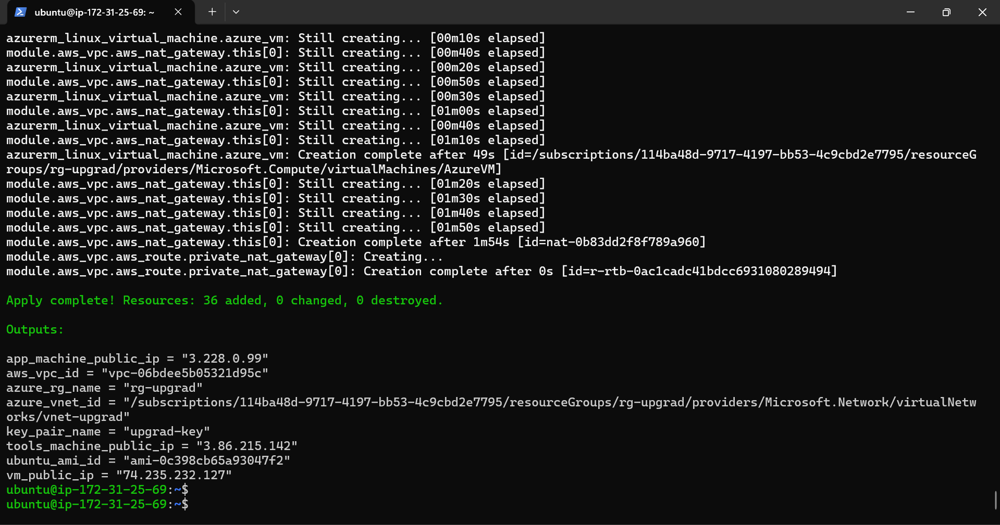 ubuntu@ip-172-31-25-69: ~
azurerm_linux_virtual_machine.azure_vm: Still creating... [00m10s elapsed]
module.aws_vpc.aws_nat_gateway.this[0]: Still creating... [00m40s elapsed]
azurerm_linux_virtual_machine.azure_vm: Still creating... [00m20s elapsed]
module.aws_vpc.aws_nat_gateway.this[0]: Still creating... [00m50s elapsed]
azurerm_linux_virtual_machine.azure_vm: Still creating... [00m30s elapsed]
module.aws_vpc.aws_nat_gateway.this[0]: Still creating... [01m00s elapsed]
azurerm_linux_virtual_machine.azure_vm: Still creating... [00m40s elapsed]
module.aws_vpc.aws_nat_gateway.this[0]: Still creating... [01m10s elapsed]
azurerm_linux_virtual_machine.azure_vm: Creation complete after 49s [id=/subscriptions/114ba48d-9717-4197-bb53-4c9cbd2e7795/resourceG
roups/rg-upgrad/providers/Microsoft.Compute/virtualMachines/AzureVM]
module.aws_vpc.aws_nat_gateway.this[0]: Still creating... [01m20s elapsed]
module.aws_vpc.aws_nat_gateway.this[0]: Still creating... [01m30s elapsed]
module.aws_vpc.aws_nat_gateway.this[0]: Still creating... [01m40s elapsed]
module.aws_vpc.aws_nat_gateway.this[0]: Still creating... [01m50s elapsed]
module.aws_vpc.aws_nat_gateway.this[0]: Creation complete after 1m54s [id=nat-0b83dd2f8f789a960]
module.aws_vpc.aws_route.private_nat_gateway[0]: Creating...
module.aws_vpc.aws_route.private_nat_gateway[0]: Creation complete after 0s [id=r-rtb-0ac1cadc41bdcc6931080289494]
Apply complete! Resources: 36 added, 0 changed, 0 destroyed.
Outputs:
app_machine_public_ip = "3.228.0.99"
aws_vpc_id = "vpc-06bdee5b05321d95c"
azure_rg_name = "rg-upgrad"
azure_vnet_id = "/subscriptions/114ba48d-9717-4197-bb53-4c9cbd2e7795/resourceGroups/rg-upgrad/providers/Microsoft.Network/virtualNetw
orks/vnet-upgrad"
key_pair_name = "upgrad-key"
tools_machine_public_ip = "3.86.215.142"
ubuntu_ami_id = "ami-0c398cb65a93047f2"
vm_public_ip = "74.235.232.127"
ubuntu@ip-172-31-25-69:~$
ubuntu@ip-172-31-25-69:~$